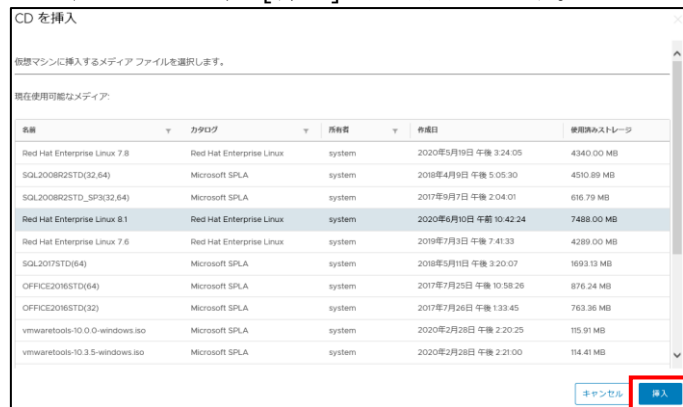 CD を挿入
仮想マシンに挿入するメディア ファイルを選択します。
現在使用可能なメディア:
名前 カタログ 所有者 作成日 使用済みストレージ
Red Hat Enterprise Linux 7.8 Red Hat Enterprise Linux system 2020年5月19日 午後 3:24:05 4340.00 MB
SQL2008R2STD(32,64) Microsoft SPLA system 2018年4月9日 午後 5:05:30 4510.89 MB
SQL2008R2STD_SP3(32,64) Microsoft SPLA system 2017年9月7日 午後 2:04:01 616.79 MB
Red Hat Enterprise Linux 8.1 Red Hat Enterprise Linux system 2020年6月10日 午前 10:42:24 7488.00 MB
Red Hat Enterprise Linux 7.6 Red Hat Enterprise Linux system 2019年7月3日 午後 7:41:33 4289.00 MB
SQL2017STD(64) Microsoft SPLA system 2018年5月11日 午後 3:20:07 1693.13 MB
OFFICE2016STD(64) Microsoft SPLA system 2017年7月25日 午後 10:58:26 876.24 MB
OFFICE2016STD(32) Microsoft SPLA system 2017年7月26日 午後 1:33:45 763.36 MB
vmwaretools-10.0.0-windows.iso Microsoft SPLA system 2020年2月28日 午後 2:20:25 115.91 MB
vmwaretools-10.3.5-windows.iso Microsoft SPLA system 2020年2月28日 午後 2:21:00 114.41 MB
キャンセル 挿入